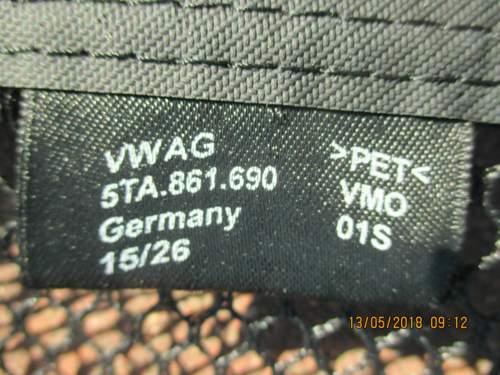 VWAG
5TA.861.690
Germany
15/26
>PET<
VMO
01S
13/05/2018 09:12